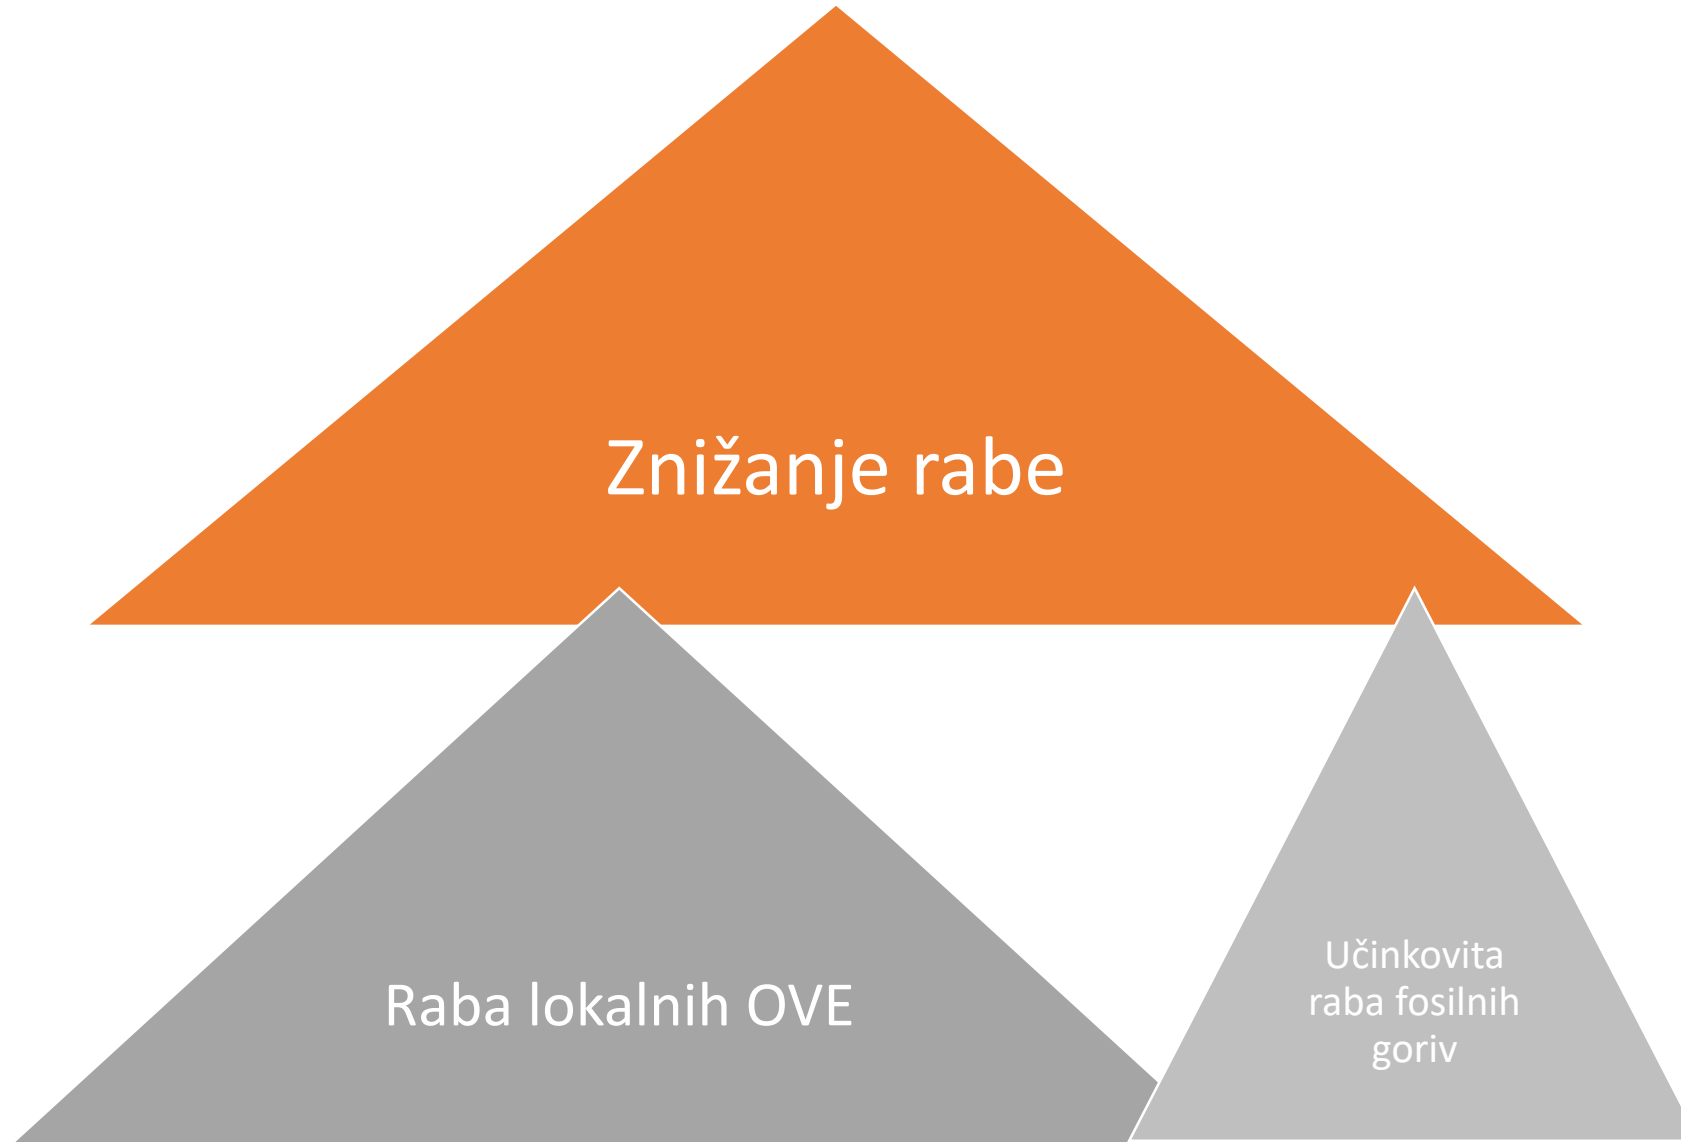 Znižanje rabe
Raba lokalnih OVE
Učinkovita
raba fosilnih
goriv